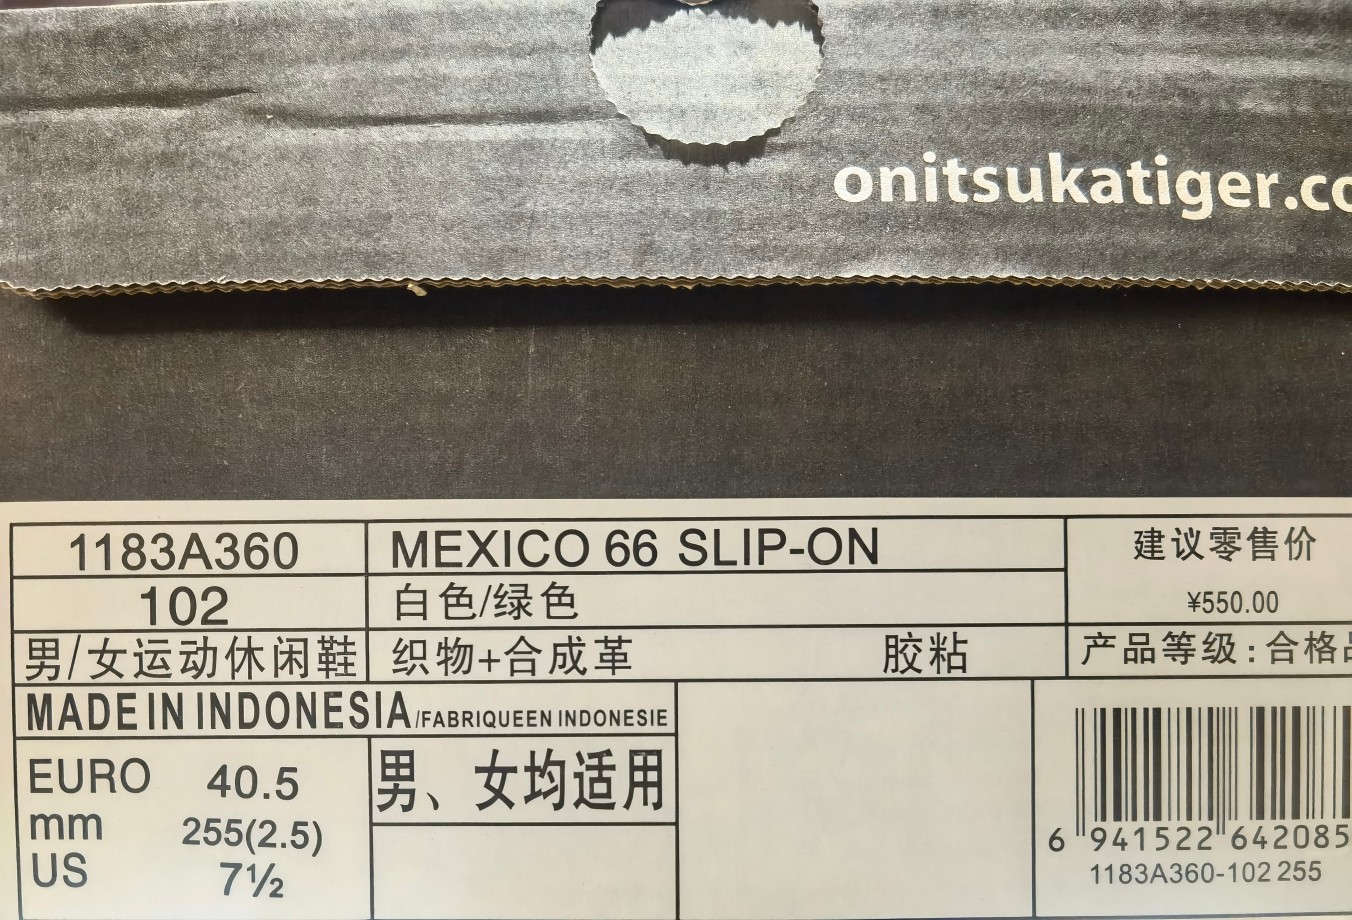 onitsukatiger.co
1183A360
MEXICO 66 SLIP-ON
建议零售价
102
白色/绿色
¥550.00
男/女运动休闲鞋
织物+合成革
胶粘
产品等级:合格品
MADE IN INDONESIA/FABRIQUEEN INDONESIE
EURO 40.5
男、女均适用
mm 255(2.5)
US 7½
6 941522 642085
1183A360-102 255